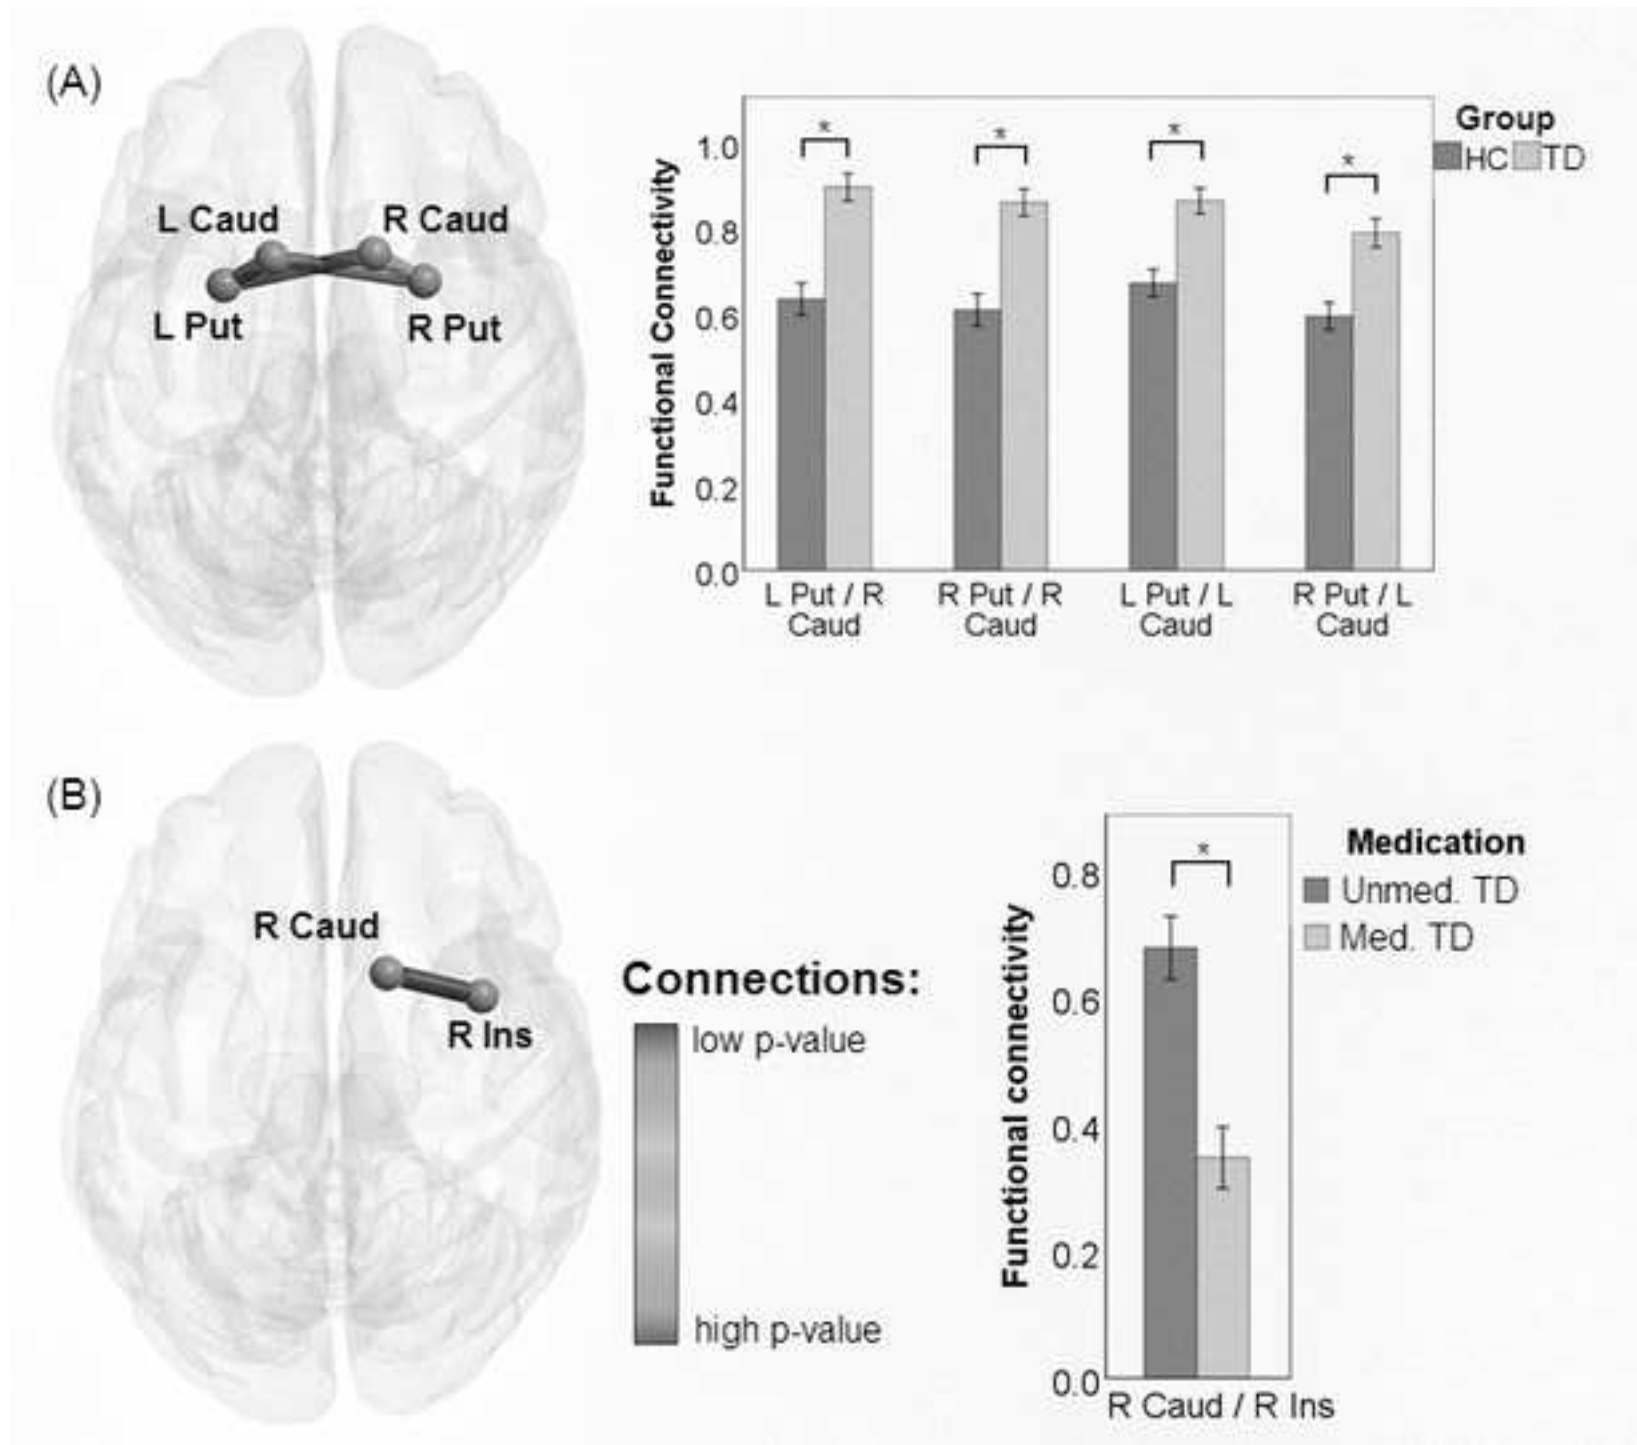 (A)
L Caud
R Caud
L Put
R Put
Functional Connectivity
1.0
0.8
0.6
0.4
0.2
0.0
*
*
*
*
L Put / R
Caud
R Put / R
Caud
L Put / L
Caud
R Put / L
Caud
Group
HC TD
(B)
R Caud
R Ins
Connections:
low p-value
high p-value
Functional connectivity
0.8
0.6
0.4
0.2
0.0
*
R Caud / R Ins
Medication
Unmed. TD
Med. TD